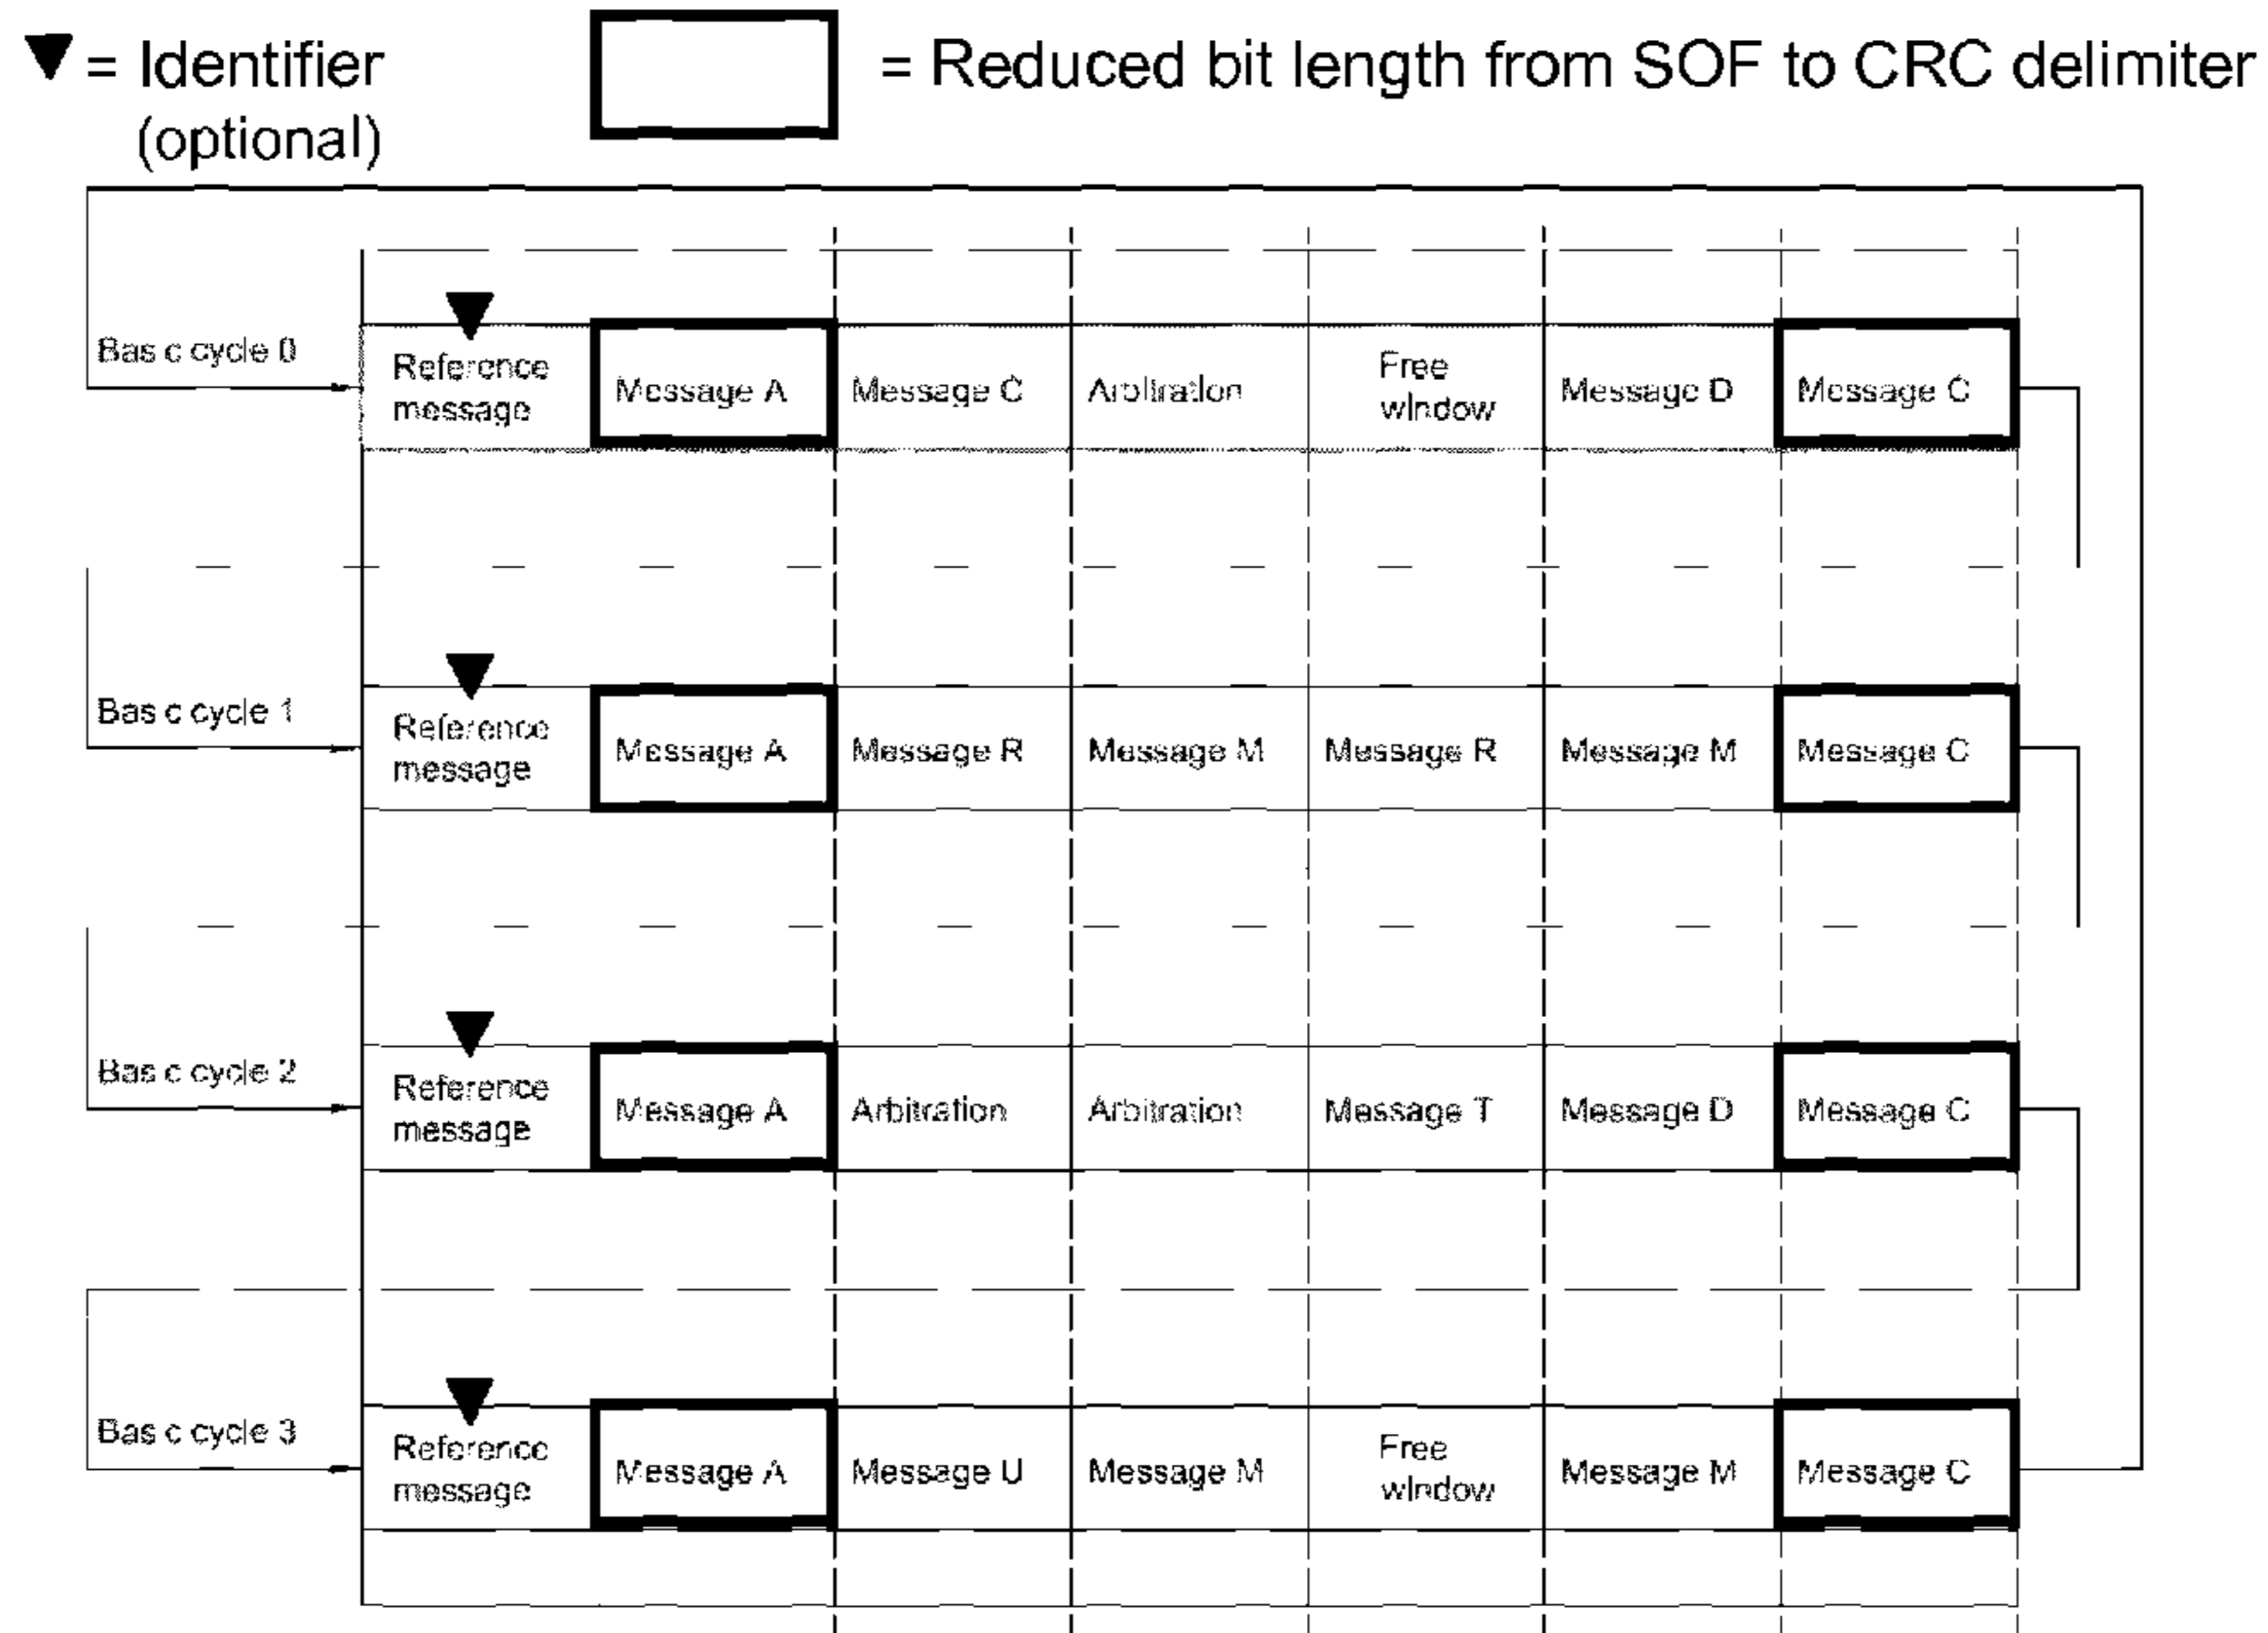 ▼ = Identifier
(optional)
= Reduced bit length from SOF to CRC delimiter
Basic cycle 0
Reference
message
Message A
Message C
Arbitration
Free
window
Message D
Message C
Basic cycle 1
Reference
message
Message A
Message R
Message M
Message R
Message M
Message C
Basic cycle 2
Reference
message
Message A
Arbitration
Arbitration
Message T
Message D
Message C
Basic cycle 3
Reference
message
Message A
Message U
Message M
Free
window
Message M
Message C